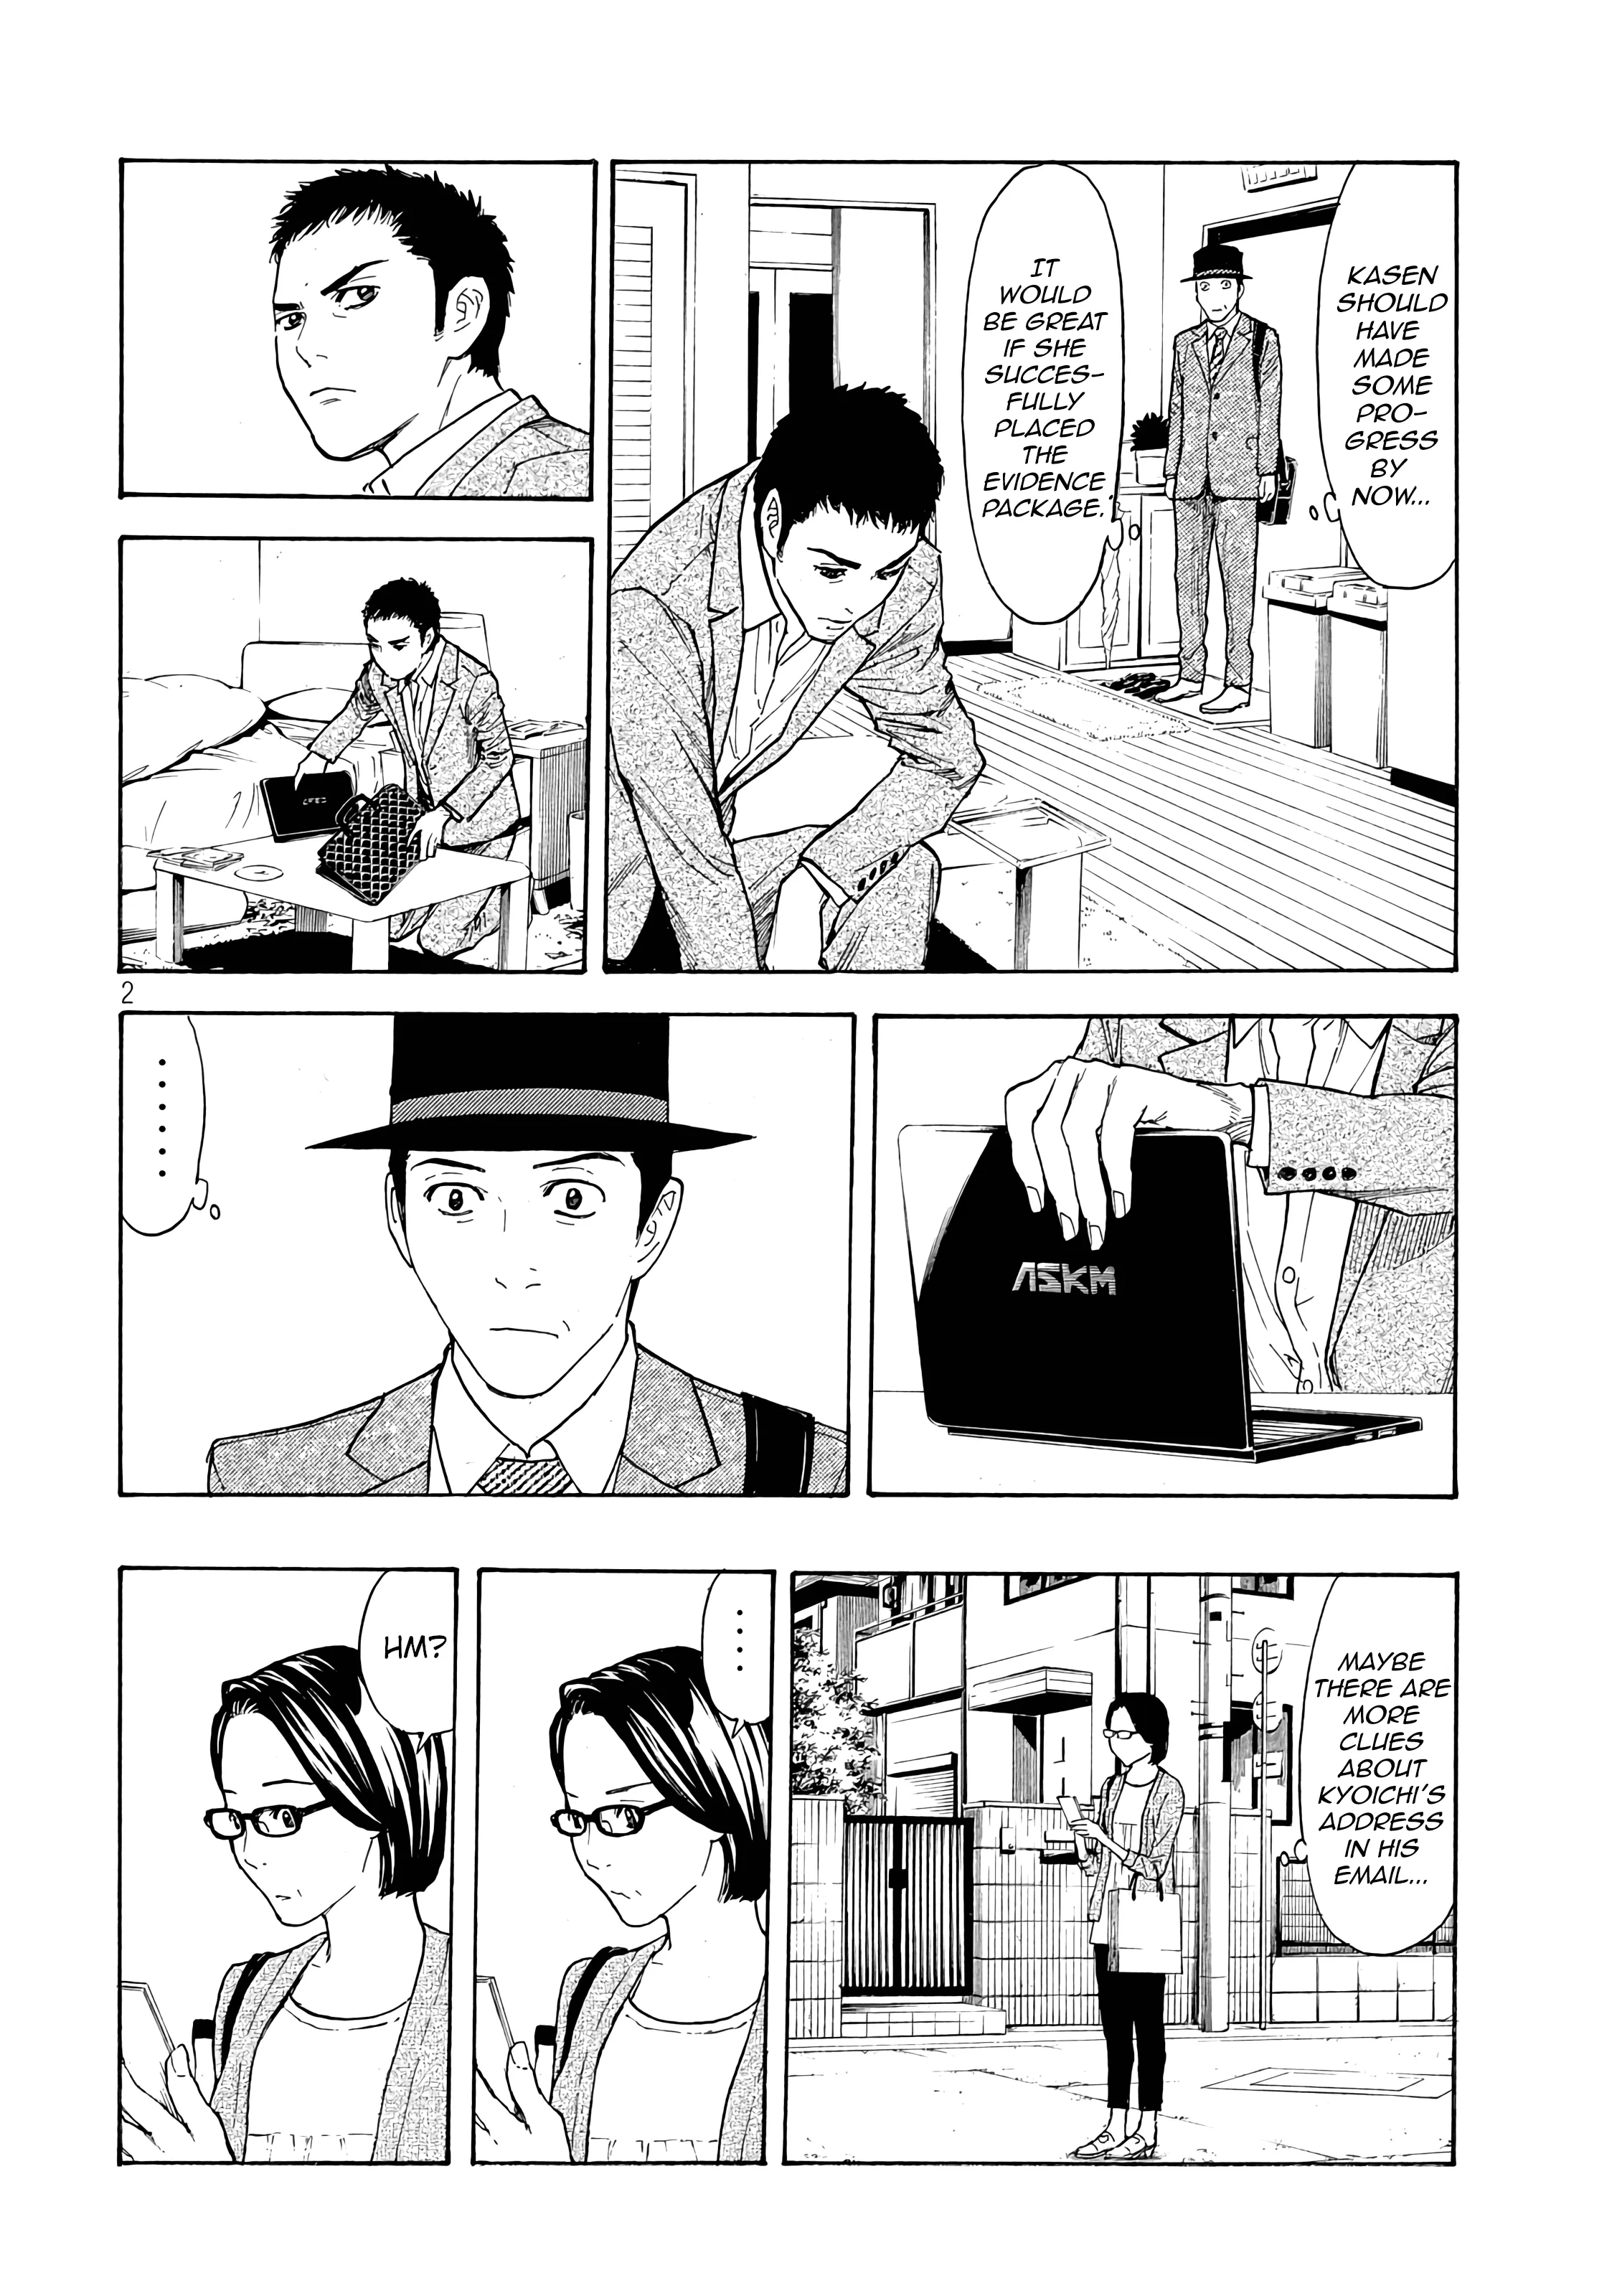 KASEN
SHOULD
HAVE
MADE
SOME
PRO-
GRESS
BY
NOW...
IT
WOULD
BE GREAT
IF SHE
SUCCES-
FULLY
PLACED
THE
EVIDENCE
PACKAGE.
2
ASKM
......
MAYBE
THERE ARE
MORE
CLUES
ABOUT
KYOICHI'S
ADDRESS
IN HIS
EMAIL...
....
HM?